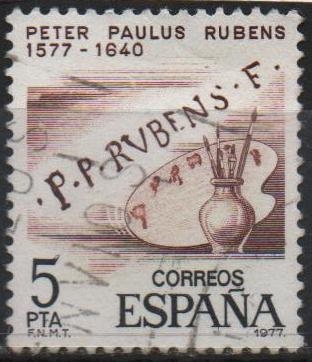 PETER PAULUS RUBENS
1577-1640
·P·P·RVBENS·F·
5
PTA
CORREOS
ESPAÑA
F.N.M.T.
1977.